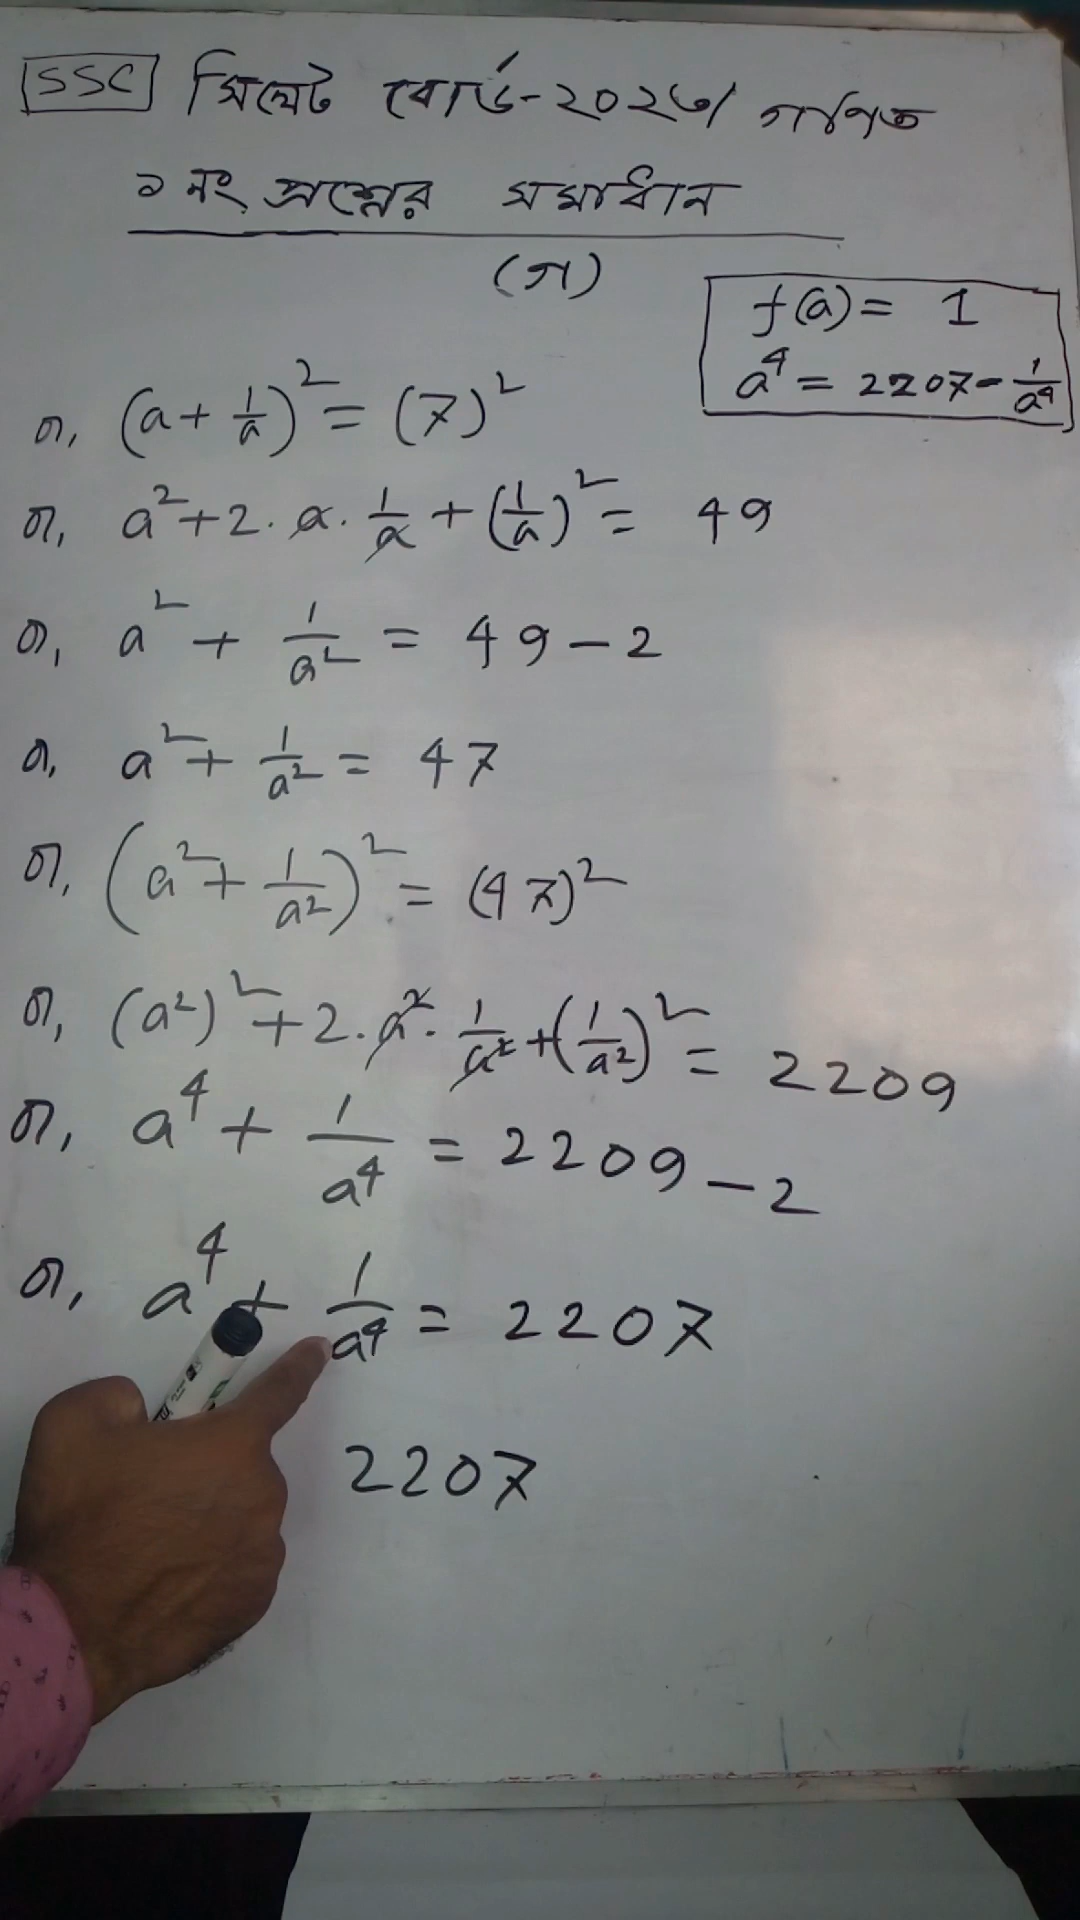 SSC সিলেট বোর্ড-২০২৩/ গণিত
১ নং প্রশ্নের সমাধান
(গ)
f(a) = 1
a⁴ = 2207 - 1/a⁴
বা, (a + 1/a)² = (7)²
বা, a² + 2. a. 1/a + (1/a)² = 49
বা, a² + 1/a² = 49 - 2
বা, a² + 1/a² = 47
বা, (a² + 1/a²)² = (47)²
বা, (a²)² + 2. a². 1/a² + (1/a²)² = 2209
বা, a⁴ + 1/a⁴ = 2209 - 2
বা, a⁴ + 1/a⁴ = 2207
2207